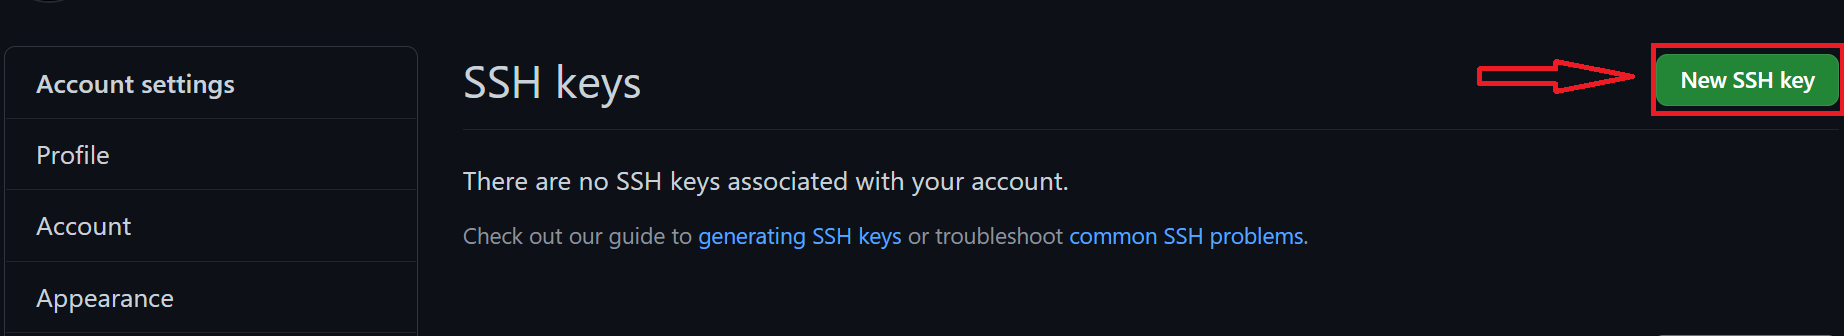 Account settings
Profile
Account
Appearance
SSH keys
New SSH key
There are no SSH keys associated with your account.
Check out our guide to generating SSH keys or troubleshoot common SSH problems.